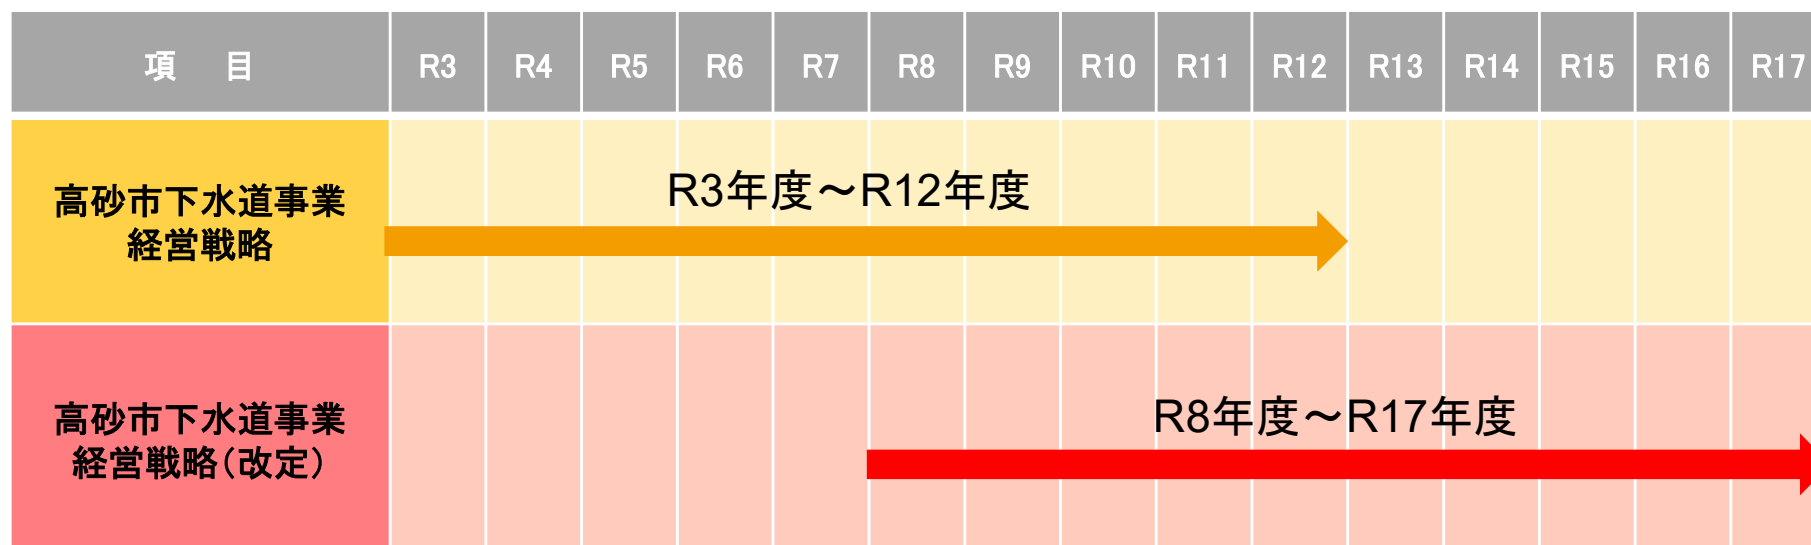 項　目 R3 R4 R5 R6 R7 R8 R9 R10 R11 R12 R13 R14 R15 R16 R17
高砂市下水道事業
経営戦略
R3年度～R12年度
高砂市下水道事業
経営戦略（改定）
R8年度～R17年度